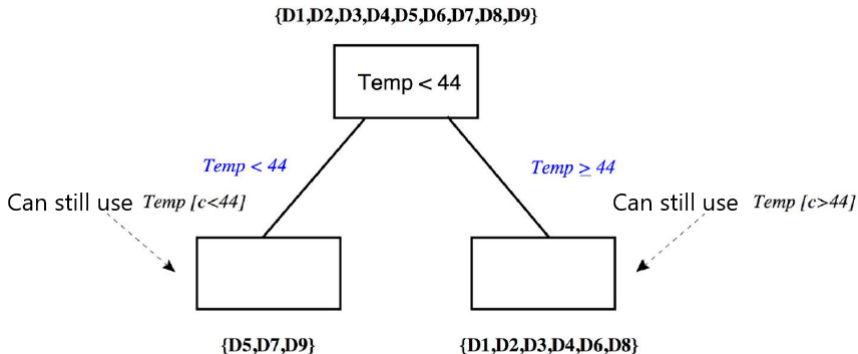 {D1,D2,D3,D4,D5,D6,D7,D8,D9}
Temp < 44
Temp < 44
Temp ≥ 44
Can still use Temp [c<44]
Can still use Temp [c>44]
{D5,D7,D9}
{D1,D2,D3,D4,D6,D8}